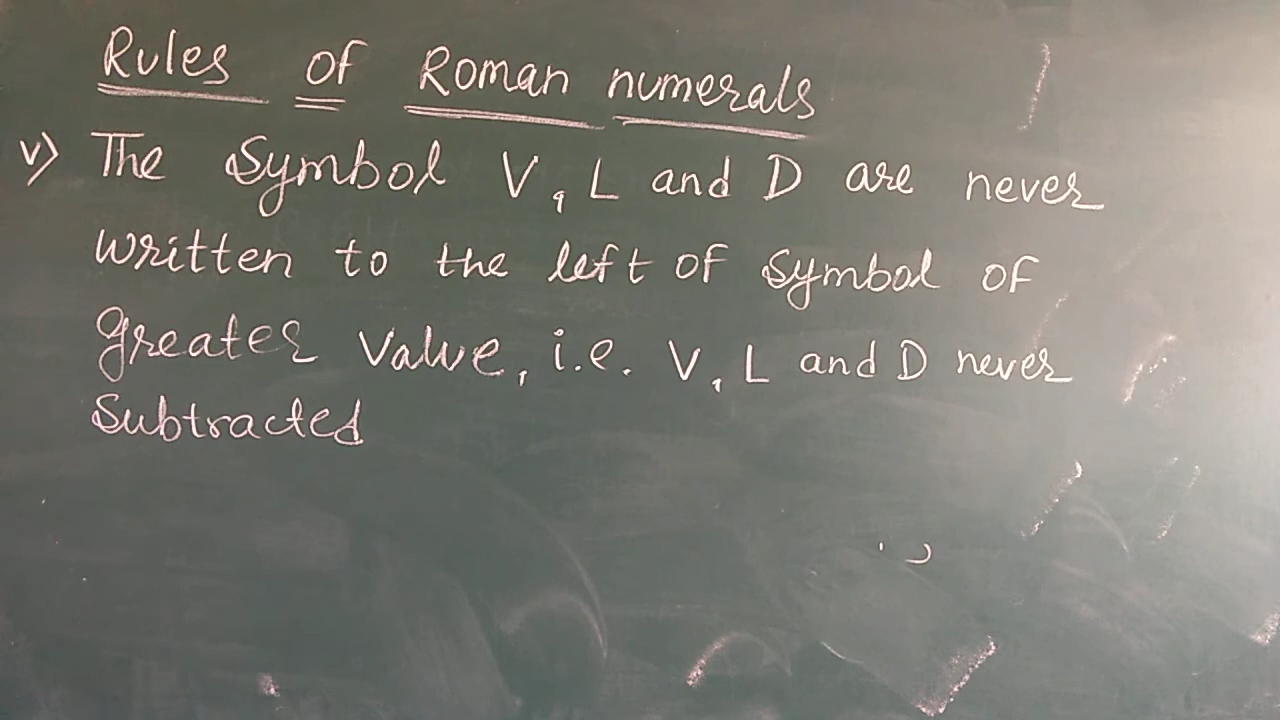 Rules of Roman numerals
v) The Symbol V, L and D are never
written to the left of symbol of
greater value, i.e. V, L and D never
Subtracted